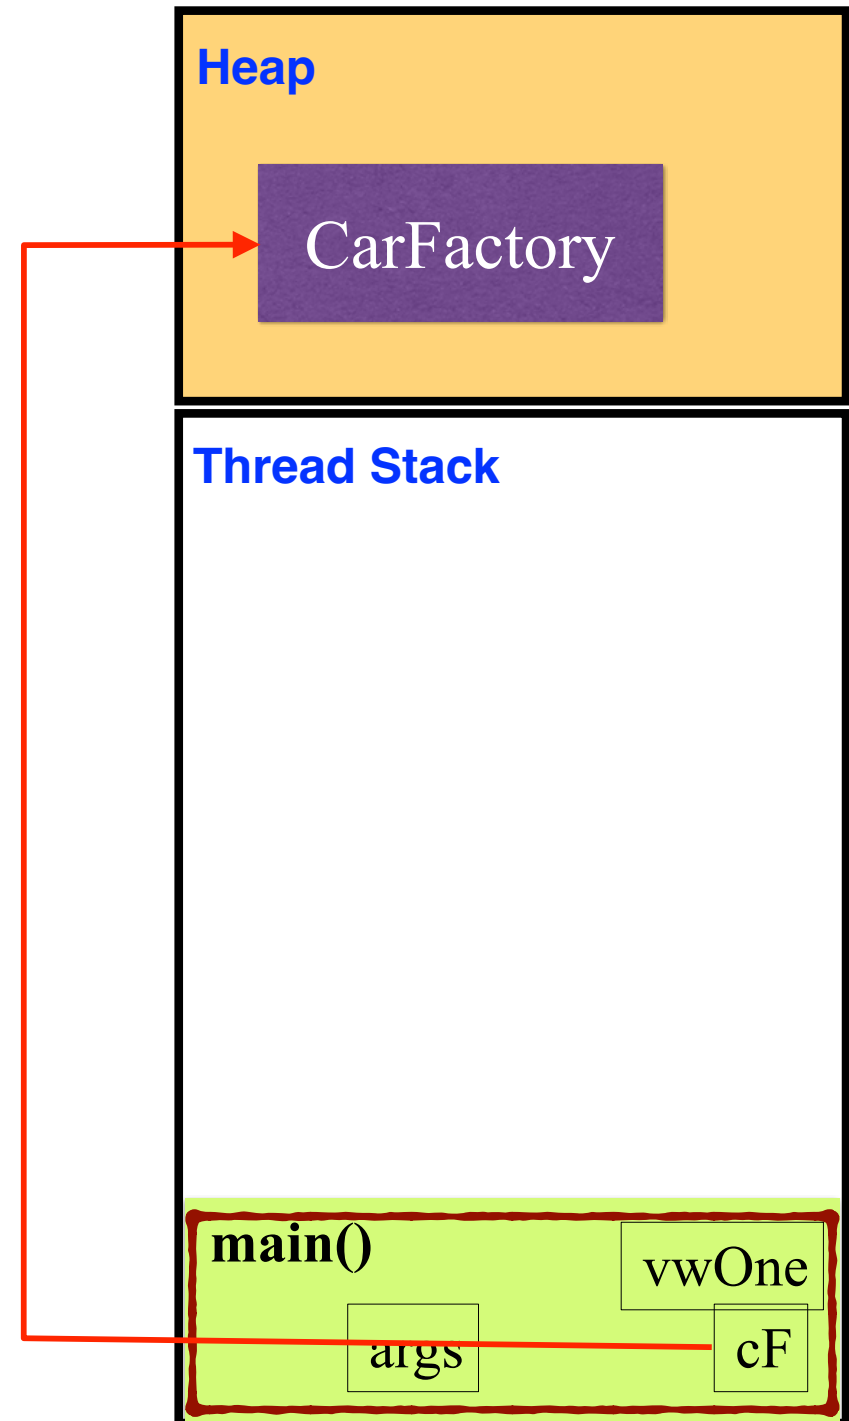 Heap
CarFactory
Thread Stack
main()
vwOne
args
cF